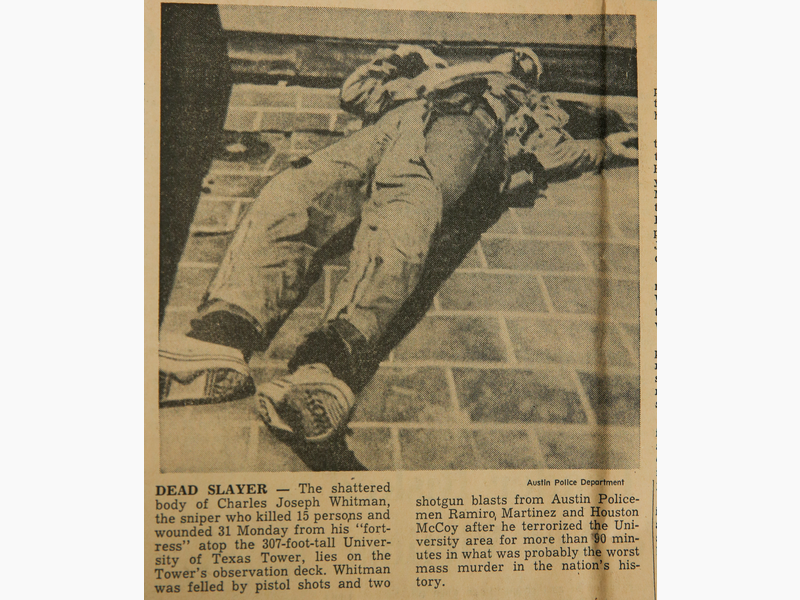 Austin Police Department
DEAD SLAYER — The shattered
body of Charles Joseph Whitman,
the sniper who killed 15 persons and
wounded 31 Monday from his "fort-
ress" atop the 307-foot-tall Univer-
sity of Texas Tower, lies on the
Tower's observation deck. Whitman
was felled by pistol shots and two
shotgun blasts from Austin Police-
men Ramiro Martinez and Houston
McCoy after he terrorized the Uni-
versity area for more than 90 min-
utes in what was probably the worst
mass murder in the nation's his-
tory.